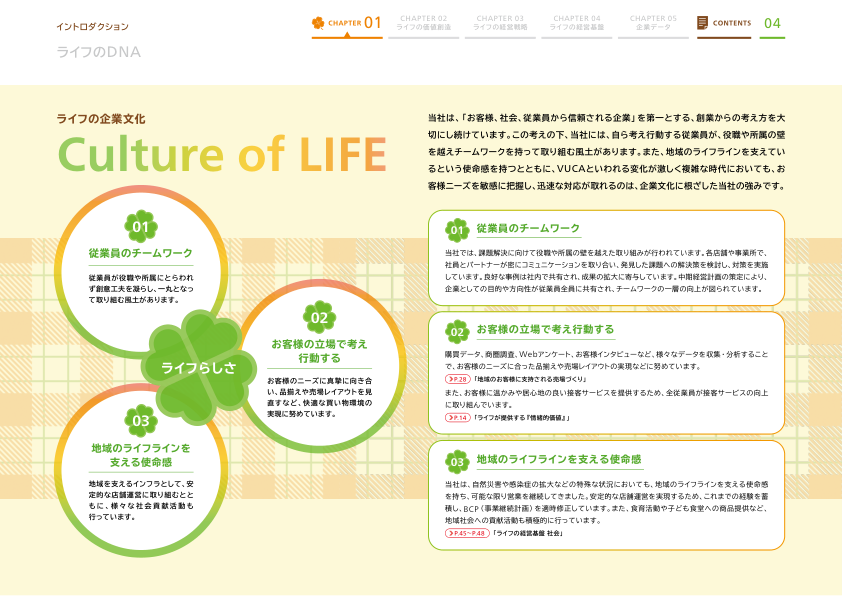 イントロダクション
ライフのDNA
CHAPTER 01
CHAPTER 02
ライフの価値創造
CHAPTER 03
ライフの経営戦略
CHAPTER 04
ライフの経営基盤
CHAPTER 05
企業データ
CONTENTS
04
ライフの企業文化
Culture of LIFE
当社は、「お客様、社会、従業員から信頼される企業」を第一とする、創業からの考え方を大
切にし続けています。この考えの下、当社には、自ら考え行動する従業員が、役職や所属の壁
を越えチームワークを持って取り組む風土があります。また、地域のライフラインを支えてい
るという使命感を持つとともに、VUCAといわれる変化が激しく複雑な時代においても、お
客様ニーズを敏感に把握し、迅速な対応が取れるのは、企業文化に根ざした当社の強みです。
01
従業員のチームワーク
従業員が役職や所属にとらわれ
ず創意工夫を凝らし、一丸となっ
て取り組む風土があります。
02
お客様の立場で考え
行動する
お客様のニーズに真摯に向き合
い、品揃えや売場レイアウトを見
直すなど、快適な買い物環境の
実現に努めています。
ライフらしさ
03
地域のライフラインを
支える使命感
地域を支えるインフラとして、安
定的な店舗運営に取り組むとと
もに、様々な社会貢献活動も
行っています。
01
従業員のチームワーク
当社では、課題解決に向けて役職や所属の壁を越えた取り組みが行われています。各店舗や事業所で、
社員とパートナーが密にコミュニケーションを取り合い、発見した課題への解決策を検討し、対策を実施
しています。良好な事例は社内で共有され、成果の拡大に寄与しています。中期経営計画の策定により、
企業としての目的や方向性が従業員全員に共有され、チームワークの一層の向上が図られています。
02
お客様の立場で考え行動する
購買データ、商圏調査、Webアンケート、お客様インタビューなど、様々なデータを収集・分析すること
で、お客様のニーズに合った品揃えや売場レイアウトの実現などに努めています。
P.28 「地域のお客様に支持される売場づくり」
また、お客様に温かみや居心地の良い接客サービスを提供するため、全従業員が接客サービスの向上
に取り組んでいます。
P.14 「ライフが提供する『情緒的価値』」
03
地域のライフラインを支える使命感
当社は、自然災害や感染症の拡大などの特殊な状況においても、地域のライフラインを支える使命感
を持ち、可能な限り営業を継続してきました。安定的な店舗運営を実現するため、これまでの経験を蓄
積し、BCP（事業継続計画）を適時修正しています。また、食育活動や子ども食堂への商品提供など、
地域社会への貢献活動も積極的に行っています。
P.45〜P.48 「ライフの経営基盤 社会」